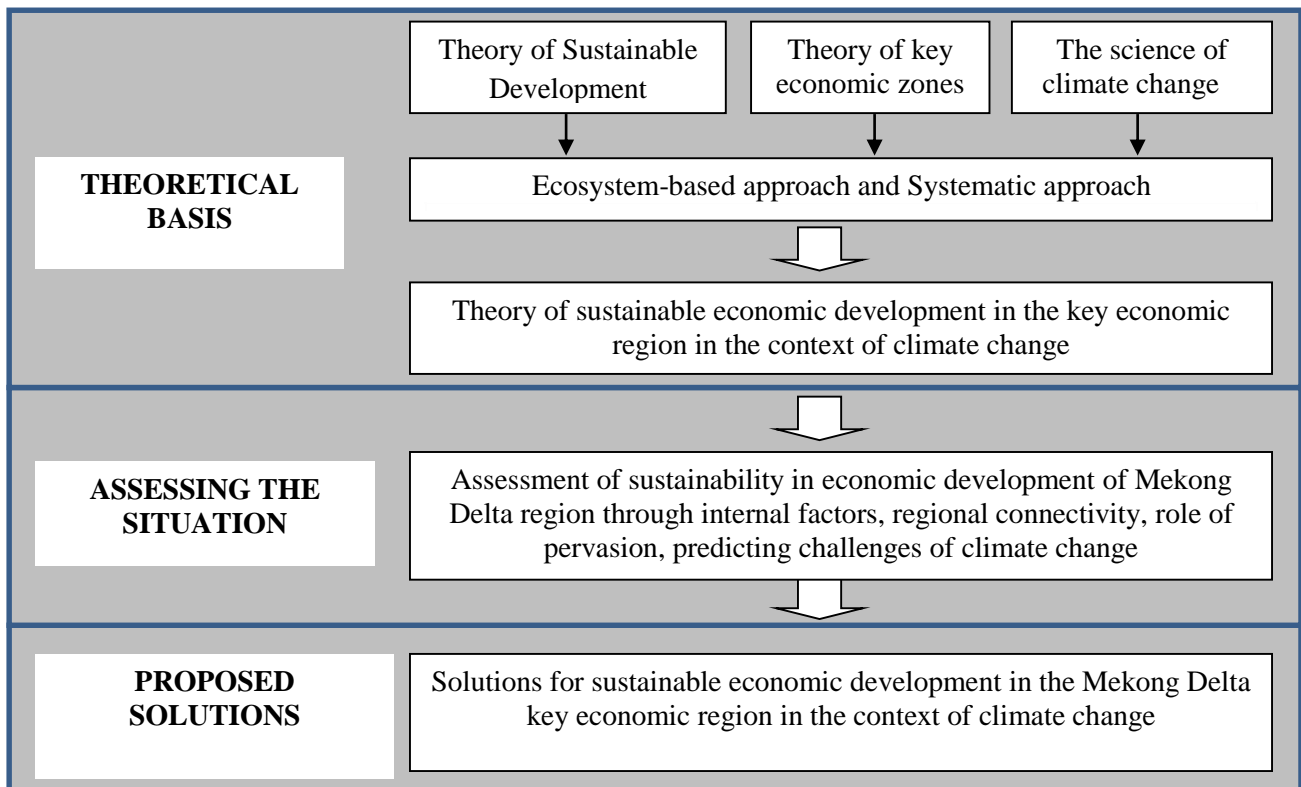 Theory of Sustainable
Development
Theory of key
economic zones
The science of
climate change
THEORETICAL
BASIS
Ecosystem-based approach and Systematic approach
Theory of sustainable economic development in the key economic
region in the context of climate change
ASSESSING THE
SITUATION
Assessment of sustainability in economic development of Mekong
Delta region through internal factors, regional connectivity, role of
pervasion, predicting challenges of climate change
PROPOSED
SOLUTIONS
Solutions for sustainable economic development in the Mekong Delta
key economic region in the context of climate change